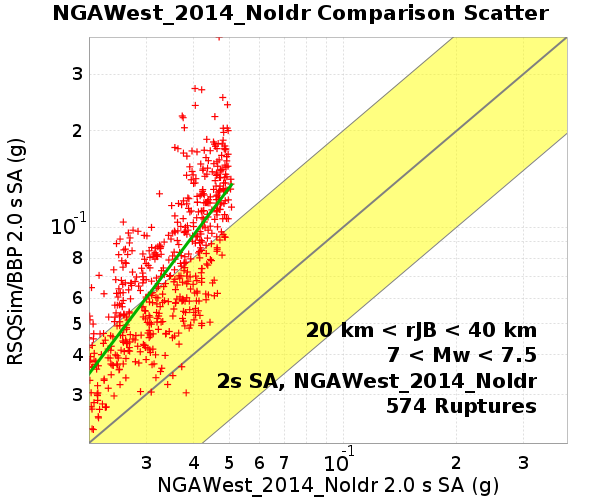 NGAWest_2014_NoIdr Comparison Scatter
RSQSim/BBP 2.0 s SA (g)
3
2
10⁻¹
8
6
5
4
3
20 km < rJB < 40 km
7 < Mw < 7.5
2s SA, NGAWest_2014_NoIdr
574 Ruptures
3 4 5 6 7 10⁻¹ 2 3
NGAWest_2014_NoIdr 2.0 s SA (g)